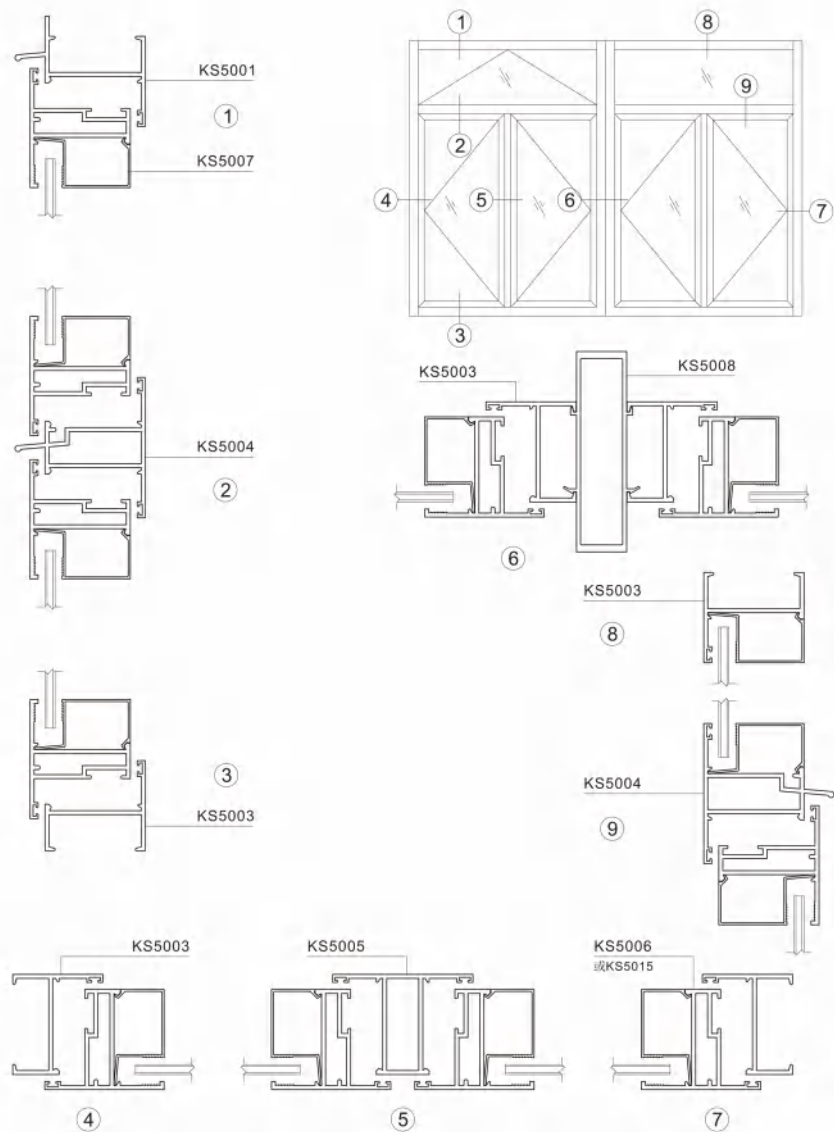 KS5001
①
KS5007
①
⑧
⑨
②
④
⑤
⑥
⑦
③
KS5004
②
KS5003
KS5008
⑥
KS5003
⑧
③
KS5003
KS5004
⑨
KS5003
④
KS5005
⑤
KS5006
或KS5015
⑦